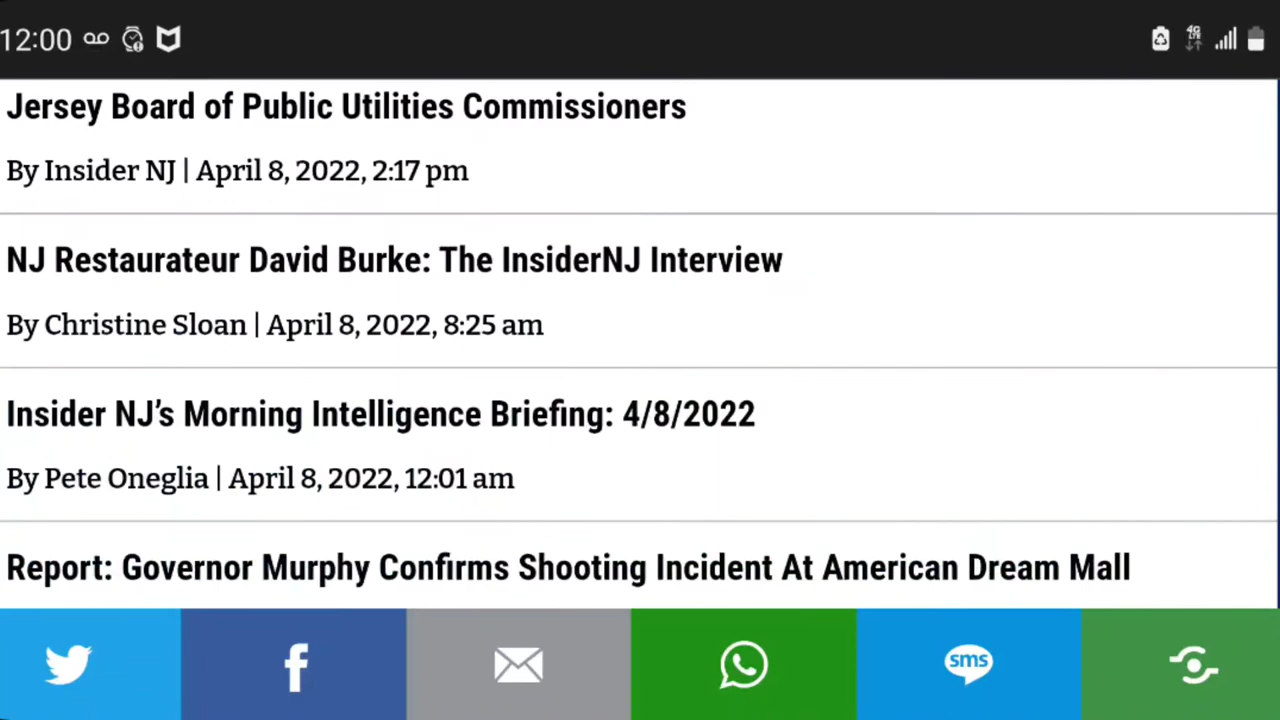 12:00
4G
LTE
Jersey Board of Public Utilities Commissioners
By Insider NJ | April 8, 2022, 2:17 pm
NJ Restaurateur David Burke: The InsiderNJ Interview
By Christine Sloan | April 8, 2022, 8:25 am
Insider NJ’s Morning Intelligence Briefing: 4/8/2022
By Pete Oneglia | April 8, 2022, 12:01 am
Report: Governor Murphy Confirms Shooting Incident At American Dream Mall
sms